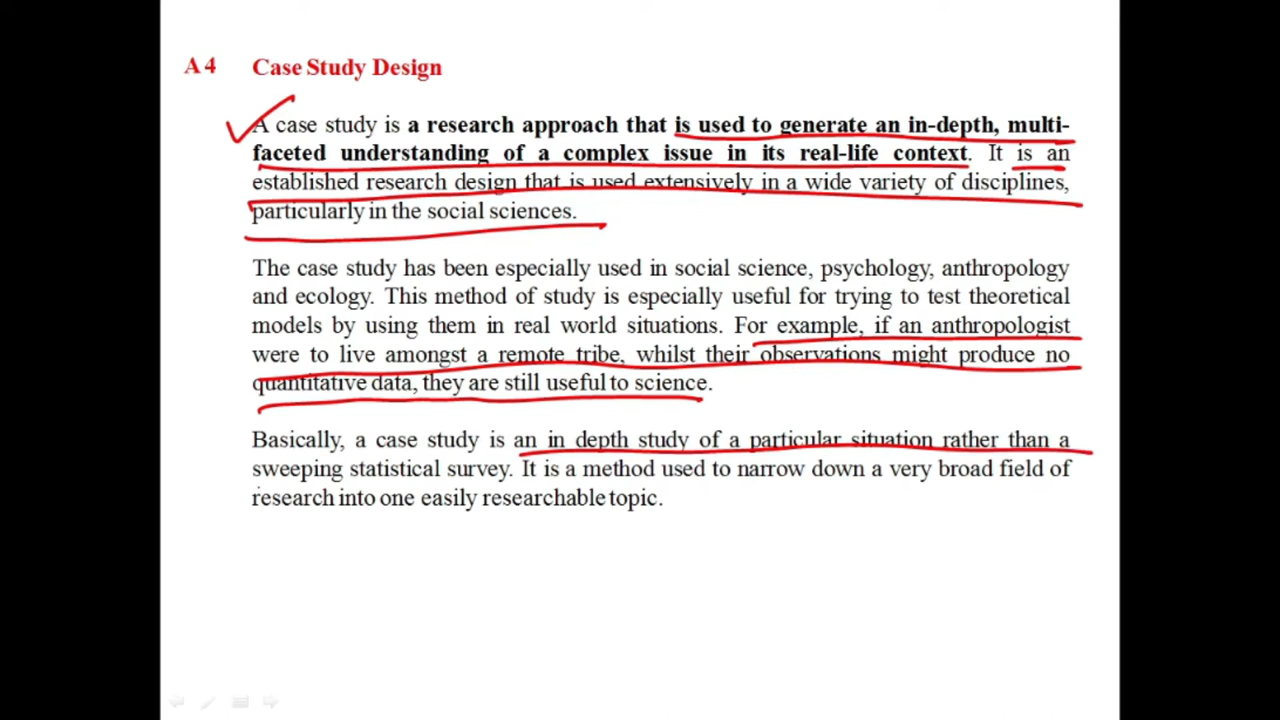 A 4 Case Study Design
A case study is a research approach that is used to generate an in-depth, multi-
faceted understanding of a complex issue in its real-life context. It is an
established research design that is used extensively in a wide variety of disciplines,
particularly in the social sciences.
The case study has been especially used in social science, psychology, anthropology
and ecology. This method of study is especially useful for trying to test theoretical
models by using them in real world situations. For example, if an anthropologist
were to live amongst a remote tribe, whilst their observations might produce no
quantitative data, they are still useful to science.
Basically, a case study is an in depth study of a particular situation rather than a
sweeping statistical survey. It is a method used to narrow down a very broad field of
research into one easily researchable topic.